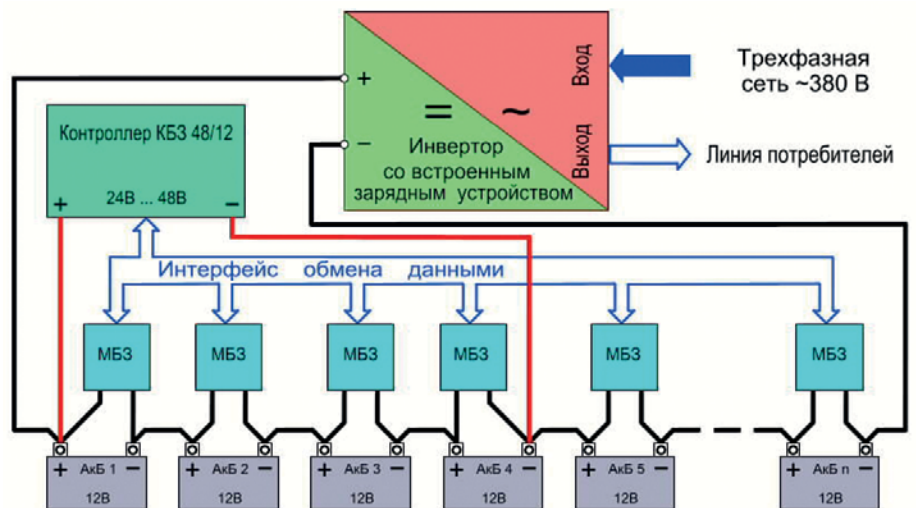 Вход
Трехфазная
сеть ~380 В
+
= ~
Контроллер КБЗ 48/12
−
Инвертор
со встроенным
зарядным устройством
Выход
Линия потребителей
+ 24В ... 48В −
Интерфейс обмена данными
МБЗ МБЗ МБЗ МБЗ МБЗ МБЗ
+ АкБ 1 − + АкБ 2 − + АкБ 3 − + АкБ 4 − + АкБ 5 − + АкБ n −
12В 12В 12В 12В 12В 12В